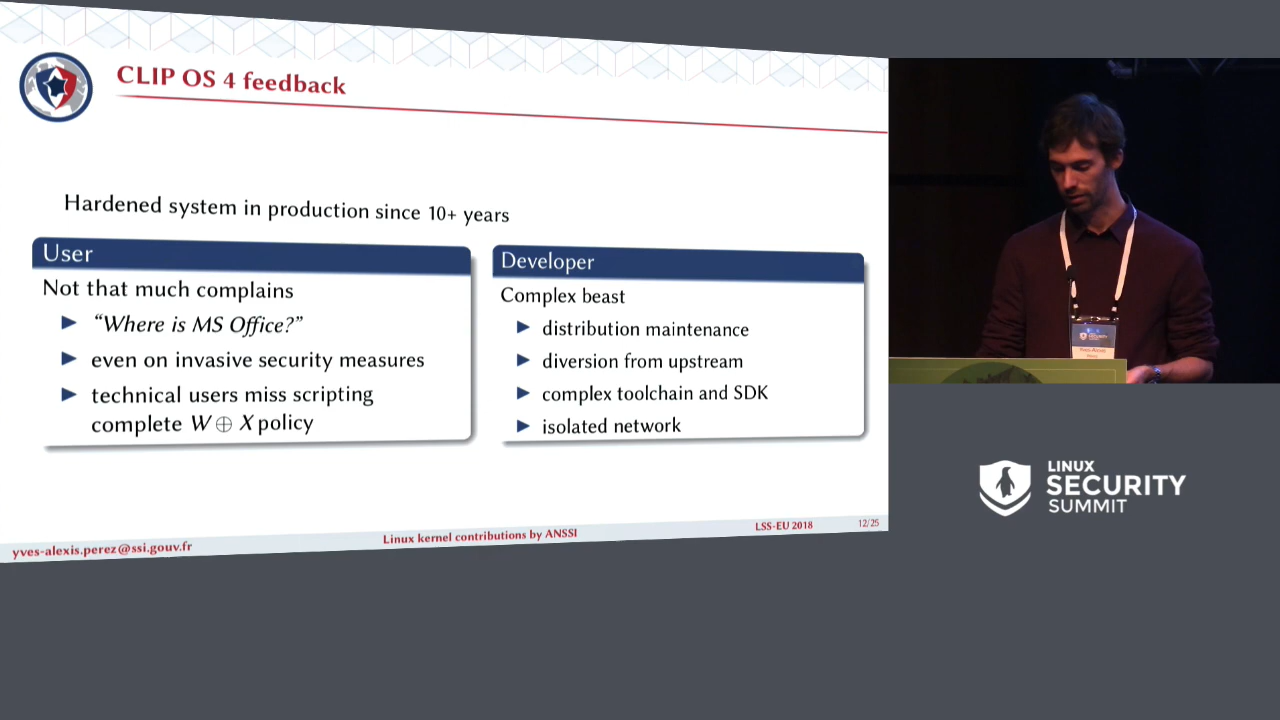 CLIP OS 4 feedback
Hardened system in production since 10+ years
User
Not that much complains
“Where is MS Office?”
even on invasive security measures
technical users miss scripting
complete W ⊕ X policy
Developer
Complex beast
distribution maintenance
diversion from upstream
complex toolchain and SDK
isolated network
yves-alexis.perez@ssi.gouv.fr
Linux kernel contributions by ANSSI
LSS-EU 2018
12/25
LINUX
SECURITY
SUMMIT